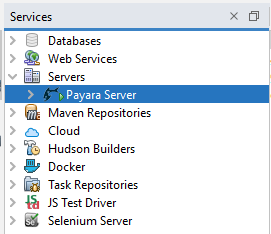 Services
Databases
Web Services
Servers
Payara Server
Maven Repositories
Cloud
Hudson Builders
Docker
Task Repositories
JS Test Driver
Selenium Server